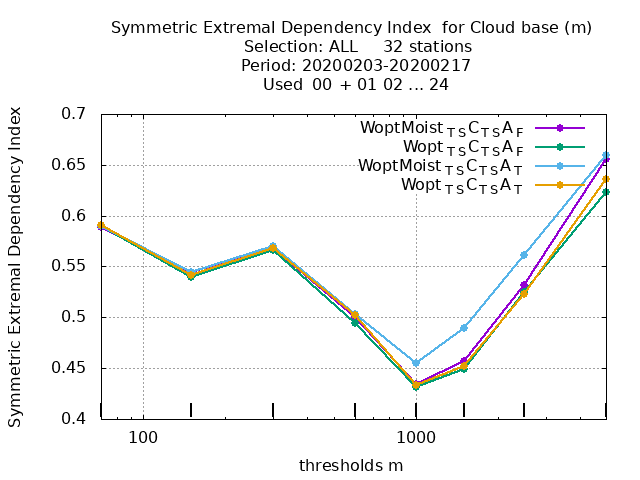 Symmetric Extremal Dependency Index for Cloud base (m)
Selection: ALL 32 stations
Period: 20200203-20200217
Used 00 + 01 02 ... 24
Symmetric Extremal Dependency Index
0.7
0.65
0.6
0.55
0.5
0.45
0.4
WoptMoist TS C TS A F
Wopt TS C TS A F
WoptMoist TS C TS A T
Wopt TS C TS A T
100
1000
thresholds m